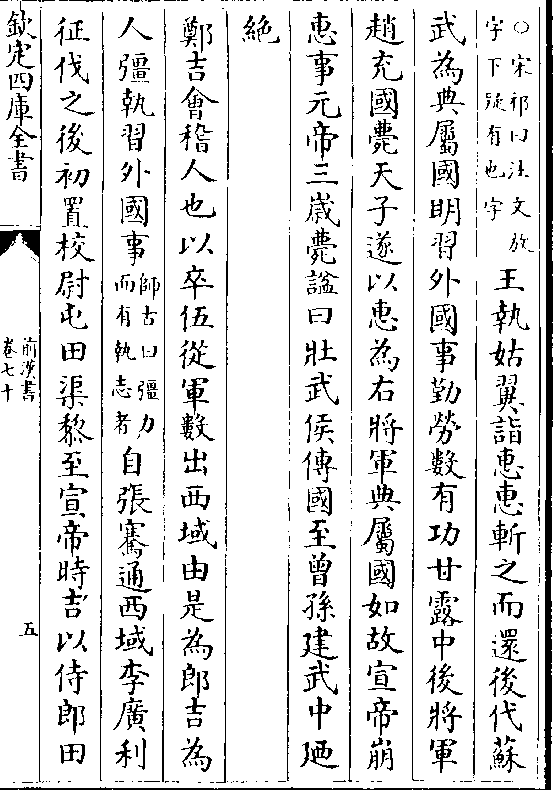 ○宋祁曰注文放
字下疑有也字
王執姑翼詣惠惠斬之而還後代蘇
武為典屬國明習外國事勤勞數有功甘露中後將軍
趙充國薨天子遂以惠為右將軍典屬國如故宣帝崩
惠事元帝三歲薨諡曰壯武侯傳國至曾孫建武中乃
絶
鄭吉會稽人也以卒伍從軍數出西域由是為郎吉為
人彊執習外國事
師古曰彊力
而有執志者
自張騫通西域李廣利
征伐之後初置校尉屯田渠黎至宣帝時吉以侍郎田
欽定四庫全書
前漢書
卷七十
五